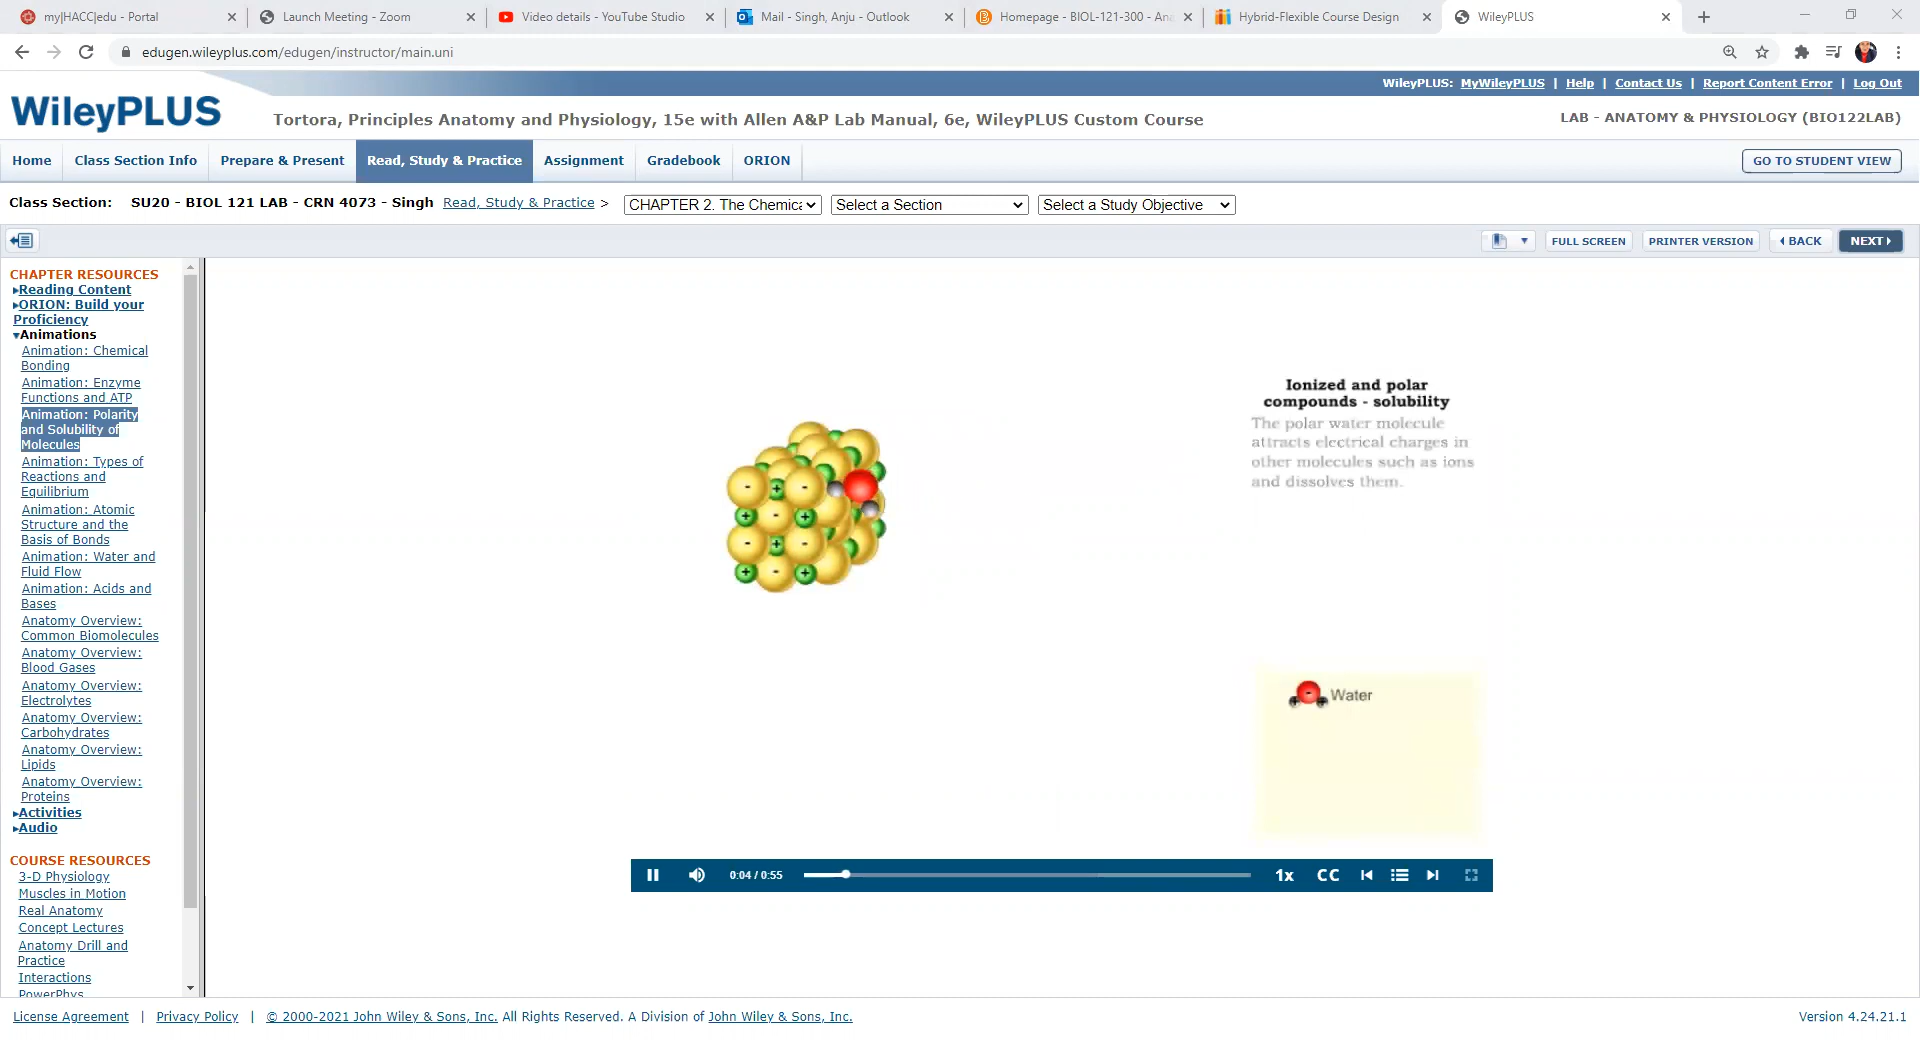 my|HACC|edu - Portal
Launch Meeting - Zoom
Video details - YouTube Studio
Mail - Singh, Anju - Outlook
Homepage - BIOL-121-300 - An
Hybrid-Flexible Course Design
WileyPLUS
edugen.wileyplus.com/edugen/instructor/main.uni
WileyPLUS: MyWileyPLUS | Help | Contact Us | Report Content Error | Log Out
WileyPLUS
Tortora, Principles Anatomy and Physiology, 15e with Allen A&P Lab Manual, 6e, WileyPLUS Custom Course
LAB - ANATOMY & PHYSIOLOGY (BIO122LAB)
Home
Class Section Info
Prepare & Present
Read, Study & Practice
Assignment
Gradebook
ORION
GO TO STUDENT VIEW
Class Section: SU20 - BIOL 121 LAB - CRN 4073 - Singh Read, Study & Practice >
CHAPTER 2. The Chemica
Select a Section
Select a Study Objective
FULL SCREEN
PRINTER VERSION
BACK
NEXT
CHAPTER RESOURCES
Reading Content
ORION: Build your
Proficiency
Animations
Animation: Chemical
Bonding
Animation: Enzyme
Functions and ATP
Animation: Polarity
and Solubility of
Molecules
Animation: Types of
Reactions and
Equilibrium
Animation: Atomic
Structure and the
Basis of Bonds
Animation: Water and
Fluid Flow
Animation: Acids and
Bases
Anatomy Overview:
Common Biomolecules
Anatomy Overview:
Blood Gases
Anatomy Overview:
Electrolytes
Anatomy Overview:
Carbohydrates
Anatomy Overview:
Lipids
Anatomy Overview:
Proteins
Activities
Audio
COURSE RESOURCES
3-D Physiology
Muscles in Motion
Real Anatomy
Concept Lectures
Anatomy Drill and
Practice
Interactions
PowerPhys
Ionized and polar
compounds - solubility
The polar water molecule
attracts electrical charges in
other molecules such as ions
and dissolves them.
Water
0:04 / 0:55
1x
CC
License Agreement | Privacy Policy | © 2000-2021 John Wiley & Sons, Inc. All Rights Reserved. A Division of John Wiley & Sons, Inc.
Version 4.24.21.1